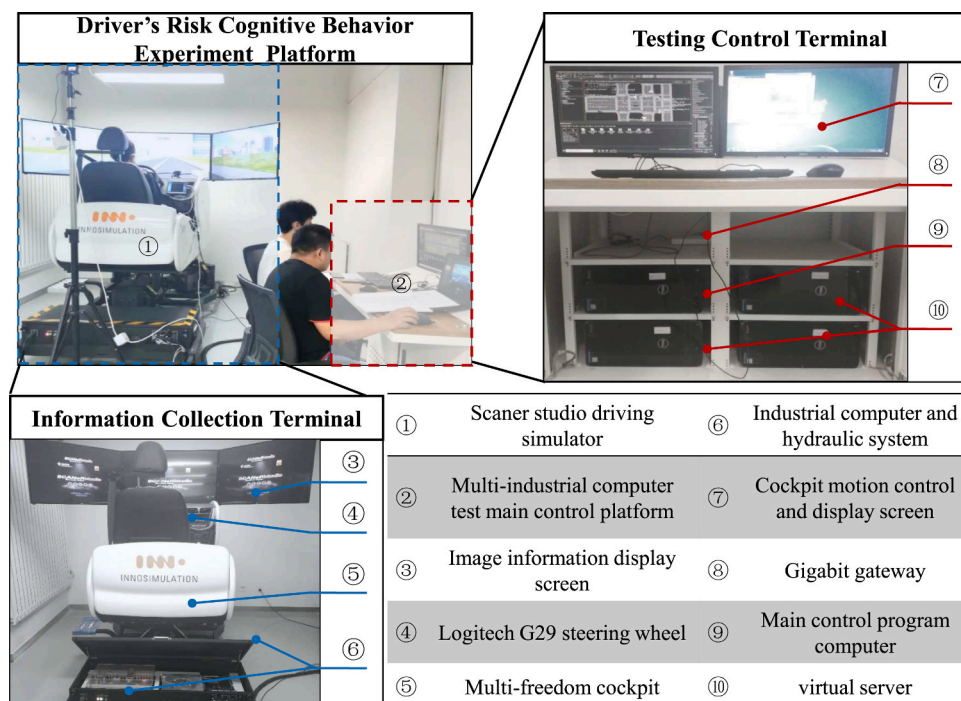 Driver's Risk Cognitive Behavior
Experiment Platform
Testing Control Terminal
INN
INNOSIMULATION
①
②
⑦
⑧
⑨
⑩
Information Collection Terminal
③
④
⑤
⑥
INN
INNOSIMULATION
① Scaner studio driving
simulator
⑥ Industrial computer and
hydraulic system
② Multi-industrial computer
test main control platform
⑦ Cockpit motion control
and display screen
③ Image information display
screen
⑧ Gigabit gateway
④ Logitech G29 steering wheel
⑨ Main control program
computer
⑤ Multi-freedom cockpit
⑩ virtual server